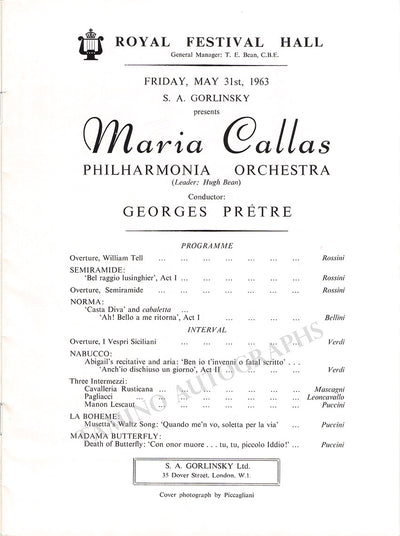 ROYAL FESTIVAL HALL
General Manager: T. E. Bean, C.B.E.
FRIDAY, MAY 31st, 1963
S. A. GORLINSKY
presents
Maria Callas
PHILHARMONIA ORCHESTRA
(Leader: Hugh Bean)
Conductor:
GEORGES PRÉTRE
PROGRAMME
Overture, William Tell ... ... ... ... ... ... Rossini
SEMIRAMIDE:
'Bel raggio lusinghier', Act I ... ... ... ... ... Rossini
Overture, Semiramide ... ... ... ... ... ... Rossini
NORMA:
'Casta Diva' and cabaletta ...
'Ah! Bello a me ritorna', Act I ... ... ... ... Bellini
INTERVAL
Overture, I Vespri Siciliani ... ... ... ... ... Verdi
NABUCCO:
Abigail's recitative and aria: 'Ben io t'invenni o fatal scritto' ...
'Anch'io dischiuso un giorno', Act II ... ... ... ... Verdi
Three Intermezzi:
Cavalleria Rusticana ... ... ... ... ... ... Mascagni
Pagliacci ... ... ... ... ... ... Leoncavallo
Manon Lescaut ... ... ... ... ... ... Puccini
LA BOHEME:
Musetta's Waltz Song: 'Quando me'n vo, soletta per la via' ... ... Puccini
MADAMA BUTTERFLY:
Death of Butterfly: 'Con onor muore . . . tu, tu, piccolo Iddio!' ... Puccini
S. A. GORLINSKY Ltd.
35 Dover Street, London, W.1
Cover photograph by Piccagliani
TAMINO AUTOGRAPHS